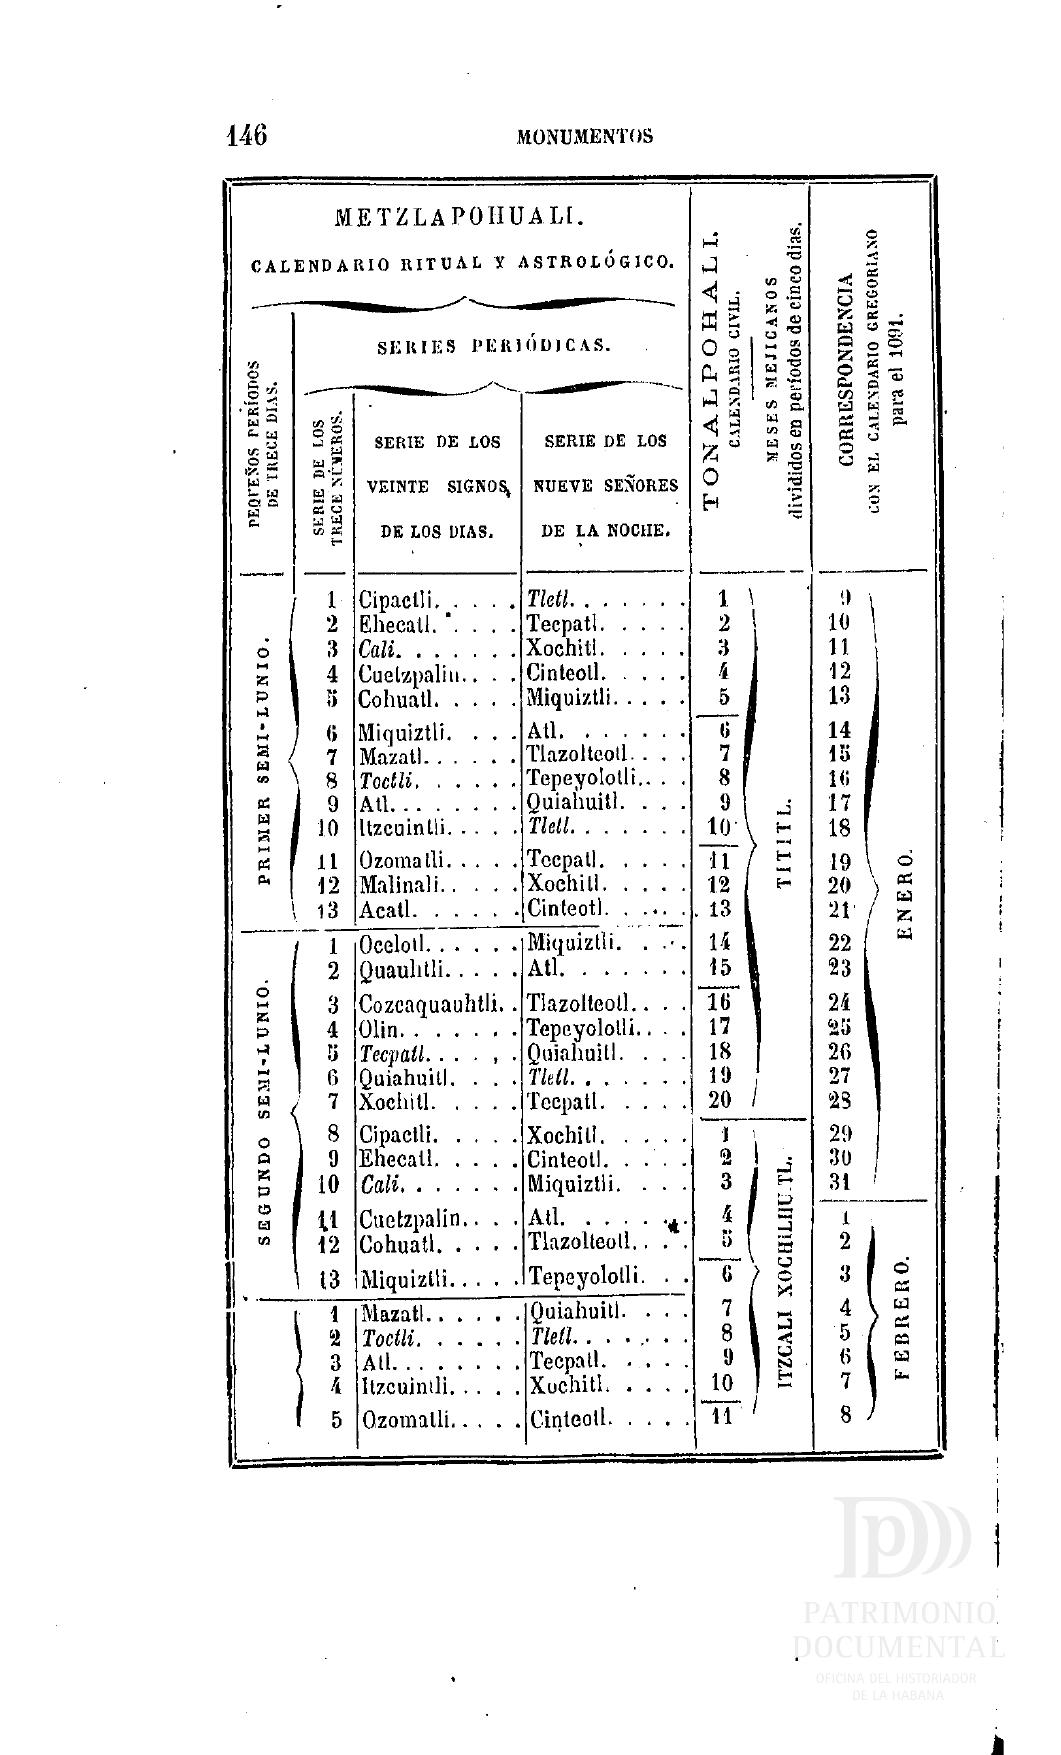 146 MONUMENTOS
METZLAPOHUALI.
CALENDARIO RITUAL Y ASTROLÓGICO.
PEQUEÑOS PERÍODOS
DE TRECE DIAS.
SERIES PERIÓDICAS.
SERIE DE LOS
TRECE NÚMEROS.
SERIE DE LOS
VEINTE SIGNOS
DE LOS DIAS.
SERIE DE LOS
NUEVE SEÑORES
DE LA NOCHE.
TONALPOHALI.
CALENDARIO CIVIL.
MESES MEJICANOS
divididos en períodos de cinco dias.
CORRESPONDENCIA
CON EL CALENDARIO GREGORIANO
para el 1091.
PRIMER SEMI-LUNIO.
1 Cipactli. . . . . Tletl. . . . . . . 1 9
2 Ehecatl. . . . . Tecpatl. . . . . 2 10
3 Cali. . . . . . . Xochitl. . . . . 3 11
4 Cuetzpalin. . . . Cinteotl. . . . . 4 12
5 Cohuatl. . . . . Miquiztli. . . . . 5 13
6 Miquiztli. . . . Atl. . . . . . . 6 14
7 Mazatl. . . . . . Tlazolteotl. . . . 7 15
8 Toctli. . . . . . Tepeyolotli. . . . 8 16
9 Atl. . . . . . . . Quiahuitl. . . . 9 17
10 Itzcuintli. . . . . Tletl. . . . . . . 10 18
11 Ozomatli. . . . . Tecpatl. . . . . 11 19
12 Malinali. . . . . Xochitl. . . . . 12 20
13 Acatl. . . . . . Cinteotl. . . . . 13 21
SEGUNDO SEMI-LUNIO.
1 Ocelotl. . . . . . Miquiztli. . . . 14 22
2 Quauhtli. . . . . Atl. . . . . . . 15 23
3 Cozcaquauhtli. . Tlazolteotl. . . . 16 24
4 Olin. . . . . . . Tepeyolotli. . . . 17 25
5 Tecpatl. . . . , . Quiahuitl. . . . 18 26
6 Quiahuitl. . . . Tletl. . . . . . . 19 27
7 Xochitl. . . . . Tecpatl. . . . . 20 28
TITITL.
8 Cipactli. . . . . Xochitl. . . . . 1 29
9 Ehecatl. . . . . Cinteotl. . . . . 2 30
10 Cali. . . . . . . Miquiztli. . . . 3 31
ENERO.
11 Cuetzpalin. . . . Atl. . . . . . . 4 1
12 Cohuatl. . . . . Tlazolteotl. . . . 5 2
13 Miquiztli. . . . . Tepeyolotli. . . 6 3
1 Mazatl. . . . . . Quiahuitl. . . . 7 4
2 Toctli. . . . . . Tletl. . . . . . . 8 5
3 Atl. . . . . . . . Tecpatl. . . . . 9 6
4 Itzcuintli. . . . . Xochitl. . . . . 10 7
5 Ozomatli. . . . . Cinteotl. . . . . 11 8
ITZCALI XOCHILHUITL.
FEBRERO.
PATRIMONIO
DOCUMENTAL
OFICINA DEL HISTORIADOR
DE LA HABANA